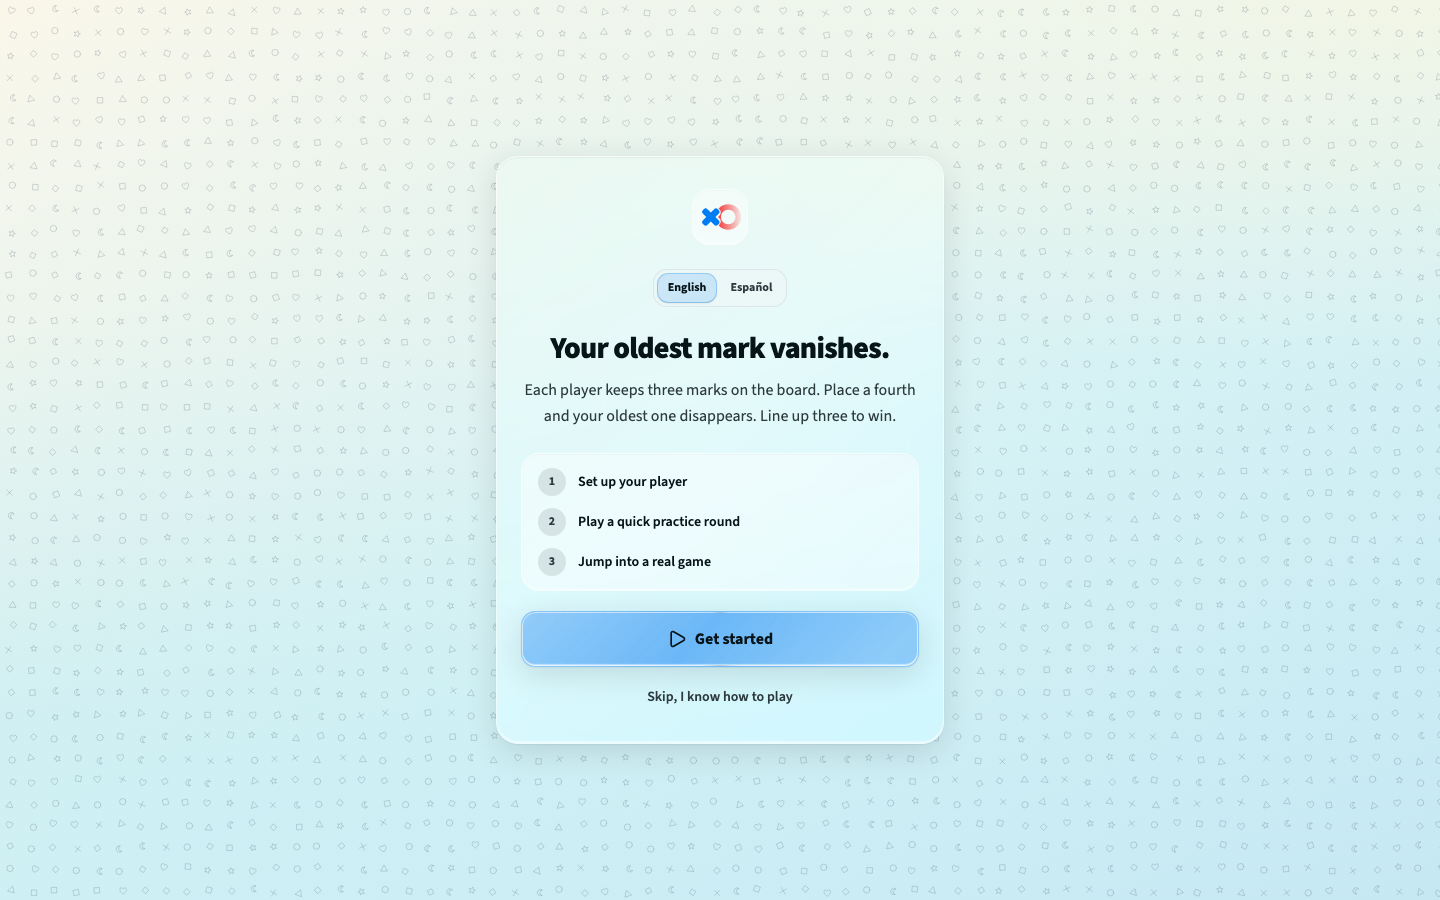 English
Español
Your oldest mark vanishes.
Each player keeps three marks on the board. Place a fourth
and your oldest one disappears. Line up three to win.
1 Set up your player
2 Play a quick practice round
3 Jump into a real game
Get started
Skip, I know how to play